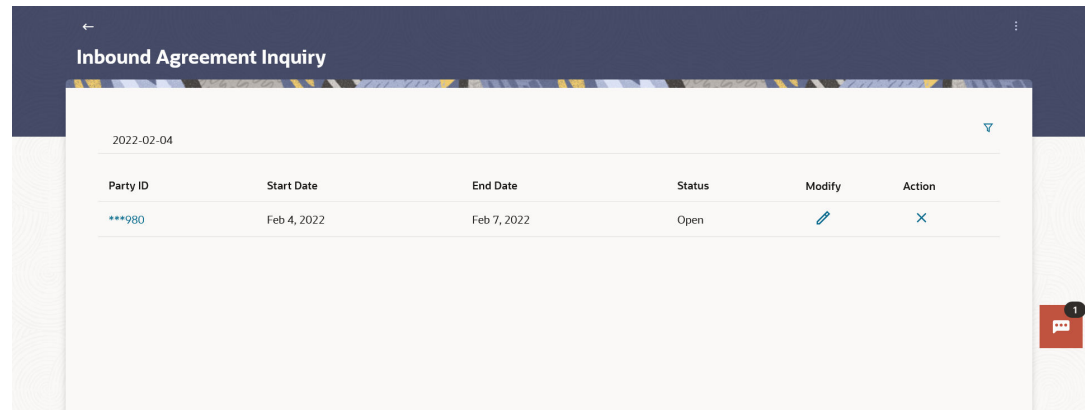 Inbound Agreement Inquiry
2022-02-04
Party ID Start Date End Date Status Modify Action
***980 Feb 4, 2022 Feb 7, 2022 Open
1